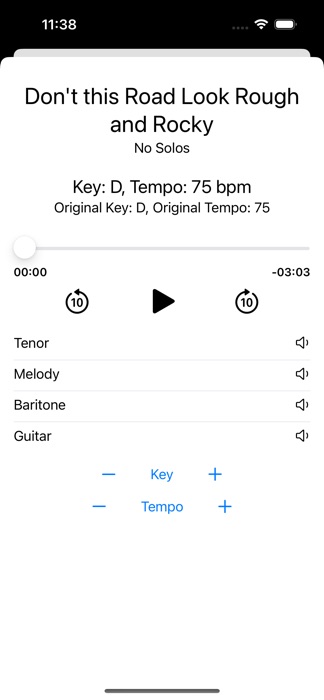 11:38
Don't this Road Look Rough
and Rocky
No Solos
Key: D, Tempo: 75 bpm
Original Key: D, Original Tempo: 75
00:00 -03:03
10 10
Tenor
Melody
Baritone
Guitar
− Key +
− Tempo +